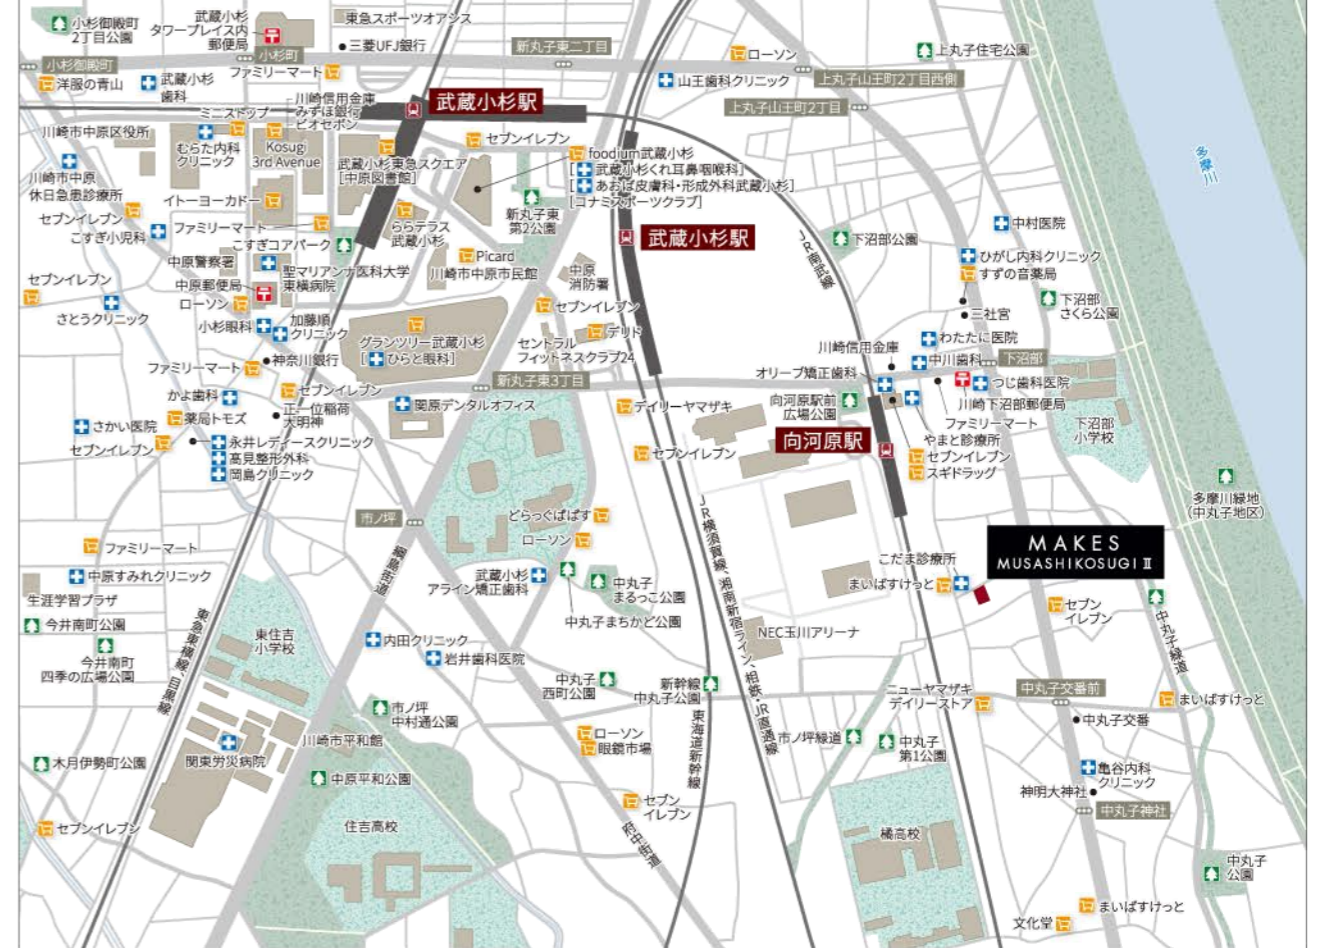 小杉御殿町
2丁目公園
武蔵小杉
タワープレイス内
郵便局
東急スポーツオアシス
三菱UFJ銀行
小杉町
小杉御殿町
洋服の青山
武蔵小杉
歯科
ファミリーマート
新丸子東二丁目
ローソン
山王歯科クリニック
上丸子住宅公園
上丸子山王町2丁目西側
上丸子山王町2丁目
多摩川
川崎信用金庫
みずほ銀行
ビオセボン
ミニストップ
武蔵小杉駅
川崎市中原区役所
むらた内科
クリニック
Kosugi
3rd Avenue
武蔵小杉東急スクエア
[中原図書館]
セブンイレブン
foodium武蔵小杉
[武蔵小杉くれ耳鼻咽喉科]
[あおば皮膚科・形成外科武蔵小杉]
[コナミスポーツクラブ]
川崎市中原
休日急患診療所
イトーヨーカドー
セブンイレブン
こすぎ小児科
ファミリーマート
こすぎコアパーク
ららテラス
武蔵小杉
新丸子東
第2公園
武蔵小杉駅
JR南武線
下沼部公園
中村医院
ひがし内科クリニック
すずの音薬局
三社宮
下沼部
さくら公園
中原警察署
聖マリアンナ医科大学
東横病院
Picard
川崎市中原市民館
中原
消防署
セブンイレブン
さとうクリニック
中原郵便局
ローソン
小杉眼科
加藤順
クリニック
グランツリー武蔵小杉
[ひらと眼科]
セブンイレブン
デリド
セントラル
フィットネスクラブ24
わたたに医院
川崎信用金庫
中川歯科
下沼部
オリーブ矯正歯科
つじ歯科医院
川崎下沼部郵便局
ファミリーマート
神奈川銀行
ファミリーマート
新丸子東3丁目
かよ歯科
セブンイレブン
関原デンタルオフィス
デイリーヤマザキ
向河原駅前
広場公園
下沼部
小学校
さかい医院
薬局トモズ
正一位稲荷
大明神
セブンイレブン
永井レディースクリニック
髙見整形外科
岡島クリニック
セブンイレブン
向河原駅
やまと診療所
セブンイレブン
スギドラッグ
多摩川緑地
(中丸子地区)
市ノ坪
綱島街道
どらっぐぱぱす
ローソン
JR横須賀線、湘南新宿ライン、相鉄・JR直通線
MAKES
MUSASHIKOSUGI Ⅱ
ファミリーマート
中原すみれクリニック
生涯学習プラザ
武蔵小杉
アライン矯正歯科
中丸子
まるっこ公園
中丸子まちかど公園
こだま診療所
まいばすけっと
セブン
イレブン
中丸子緑道
今井南町公園
今井南町
四季の広場公園
東急東横線、目黒線
東住吉
小学校
内田クリニック
岩井歯科医院
NEC玉川アリーナ
中丸子
西町公園
新幹線
中丸子公園
東海道新幹線
ニューヤマザキ
デイリーストア
中丸子交番前
中丸子交番
まいばすけっと
市ノ坪
中村通公園
ローソン
眼鏡市場
市ノ坪緑道
中丸子
第1公園
木月伊勢町公園
関東労災病院
川崎市平和館
中原平和公園
亀谷内科
クリニック
神明大神社
中丸子神社
セブンイレブン
住吉高校
セブン
イレブン
府中街道
橘高校
中丸子
公園
まいばすけっと
文化堂